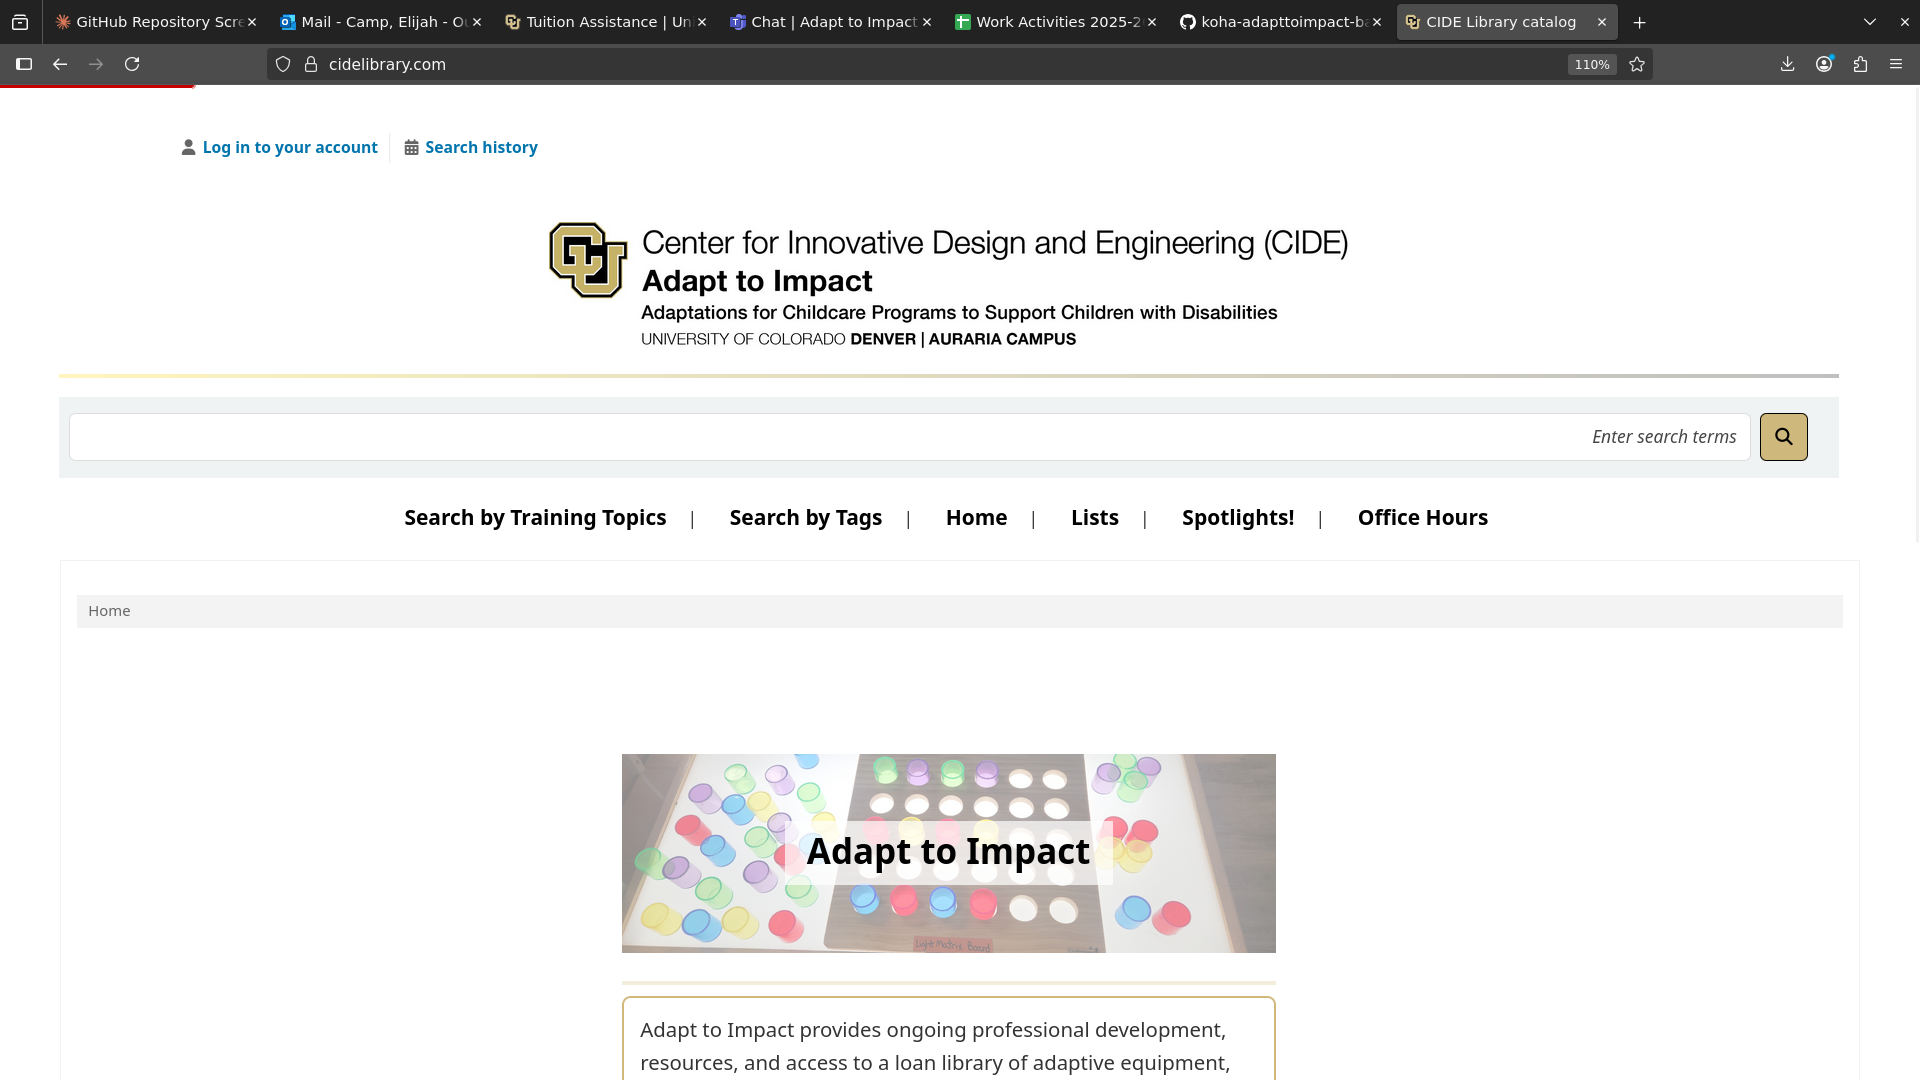 GitHub Repository Scre
Mail - Camp, Elijah - Ou
Tuition Assistance | Uni
Chat | Adapt to Impact
Work Activities 2025-2
koha-adapttoimpact-ba
CIDE Library catalog
cidelibrary.com
110%
Log in to your account
Search history
CU
Center for Innovative Design and Engineering (CIDE)
Adapt to Impact
Adaptations for Childcare Programs to Support Children with Disabilities
UNIVERSITY OF COLORADO DENVER | AURARIA CAMPUS
Enter search terms
Search by Training Topics | Search by Tags | Home | Lists | Spotlights! | Office Hours
Home
Adapt to Impact
Light Matrix Board
Adapt to Impact provides ongoing professional development,
resources, and access to a loan library of adaptive equipment,